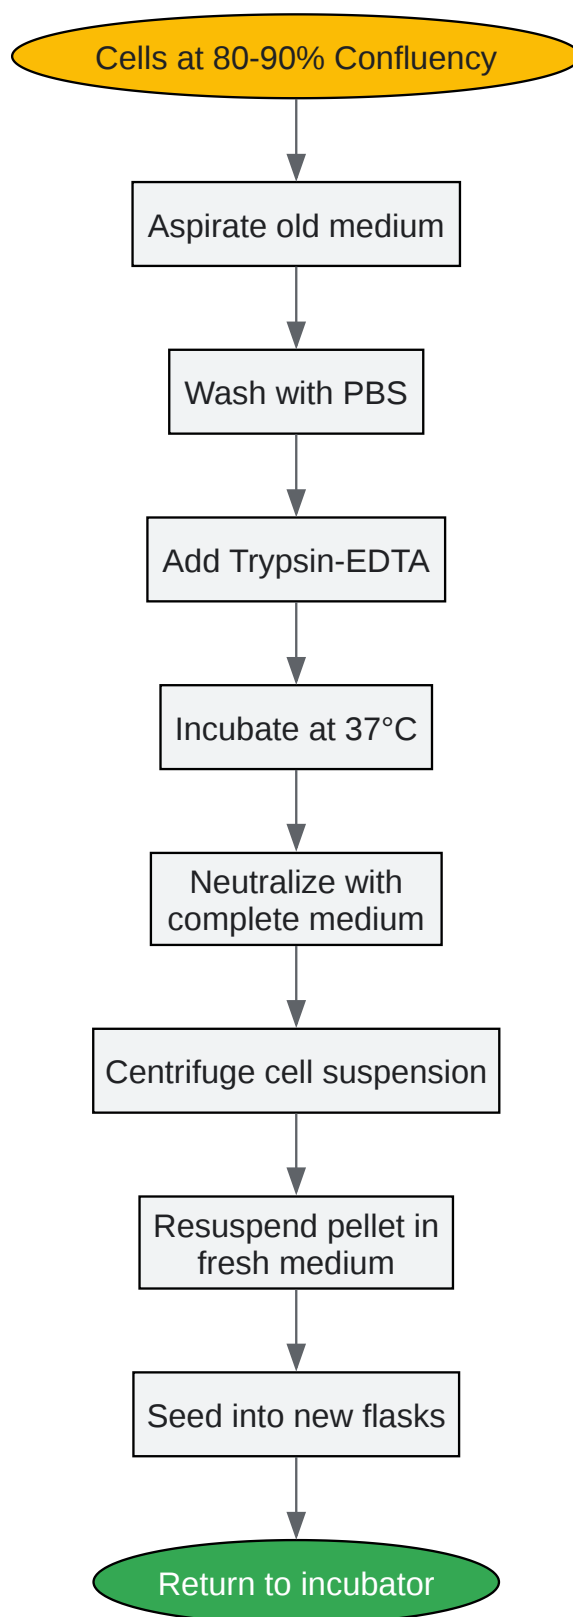 Cells at 80-90% Confluency
Aspirate old medium
Wash with PBS
Add Trypsin-EDTA
Incubate at 37°C
Neutralize with
complete medium
Centrifuge cell suspension
Resuspend pellet in
fresh medium
Seed into new flasks
Return to incubator